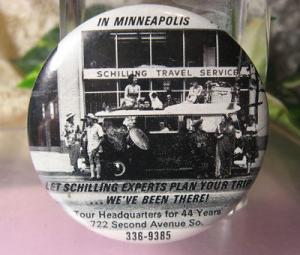 IN MINNEAPOLIS
SCHILLING TRAVEL SERVICE
LET SCHILLING EXPERTS PLAN YOUR TRIP
...WE'VE BEEN THERE!
Tour Headquarters for 44 Years
722 Second Avenue So.
336-9385